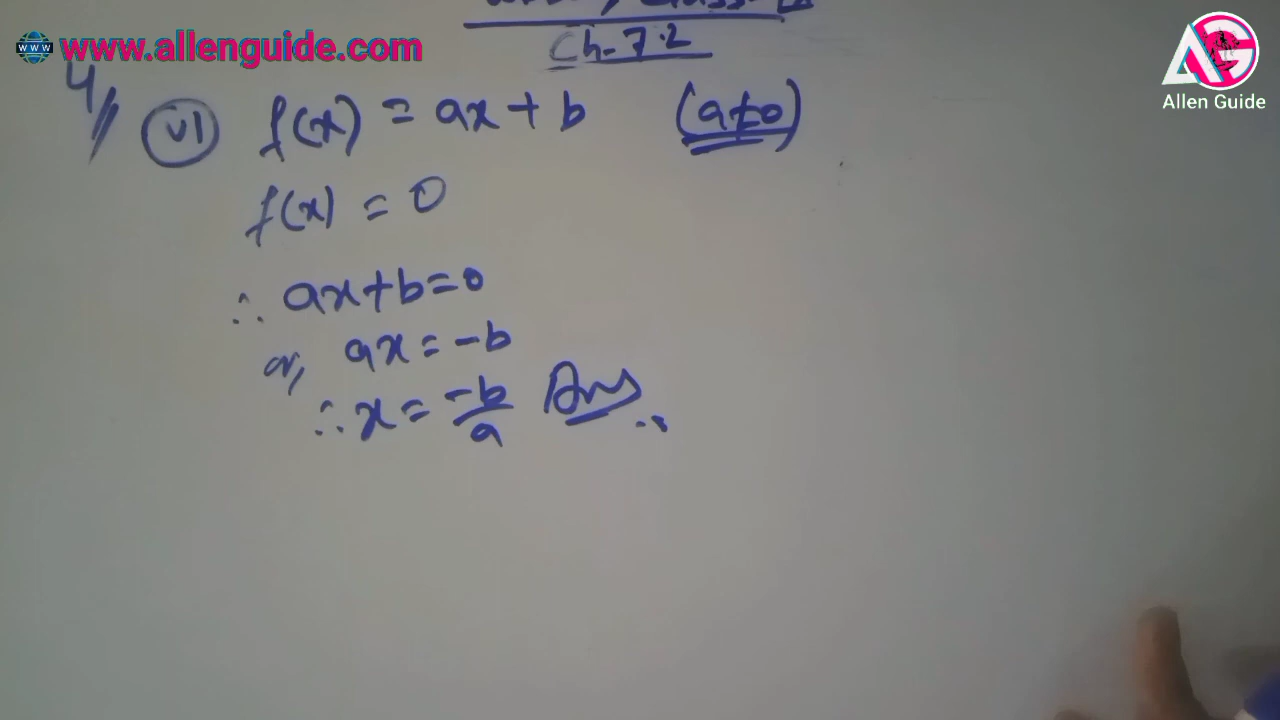 www.allenguide.com
Ch-7.2
Allen Guide
4//
(vi) f(x) = ax + b (a≠0)
f(x) = 0
∴ ax+b=0
or, ax = -b
∴ x = -b/a Ans